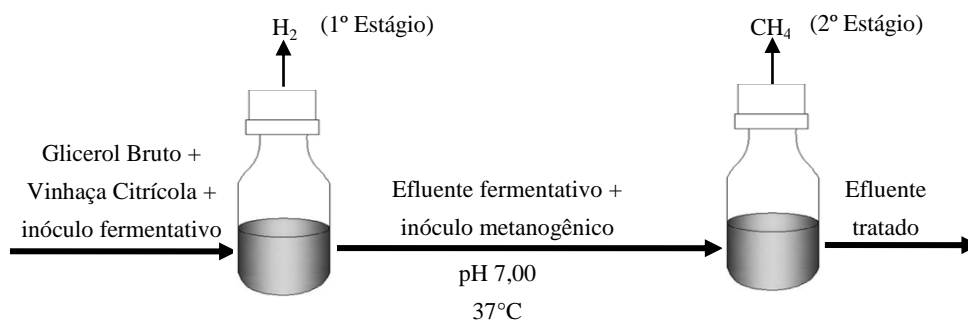 H2 (1º Estágio)
CH4 (2º Estágio)
Glicerol Bruto +
Vinhaça Citrícola +
inóculo fermentativo
Efluente fermentativo +
inóculo metanogênico
pH 7,00
37°C
Efluente
tratado